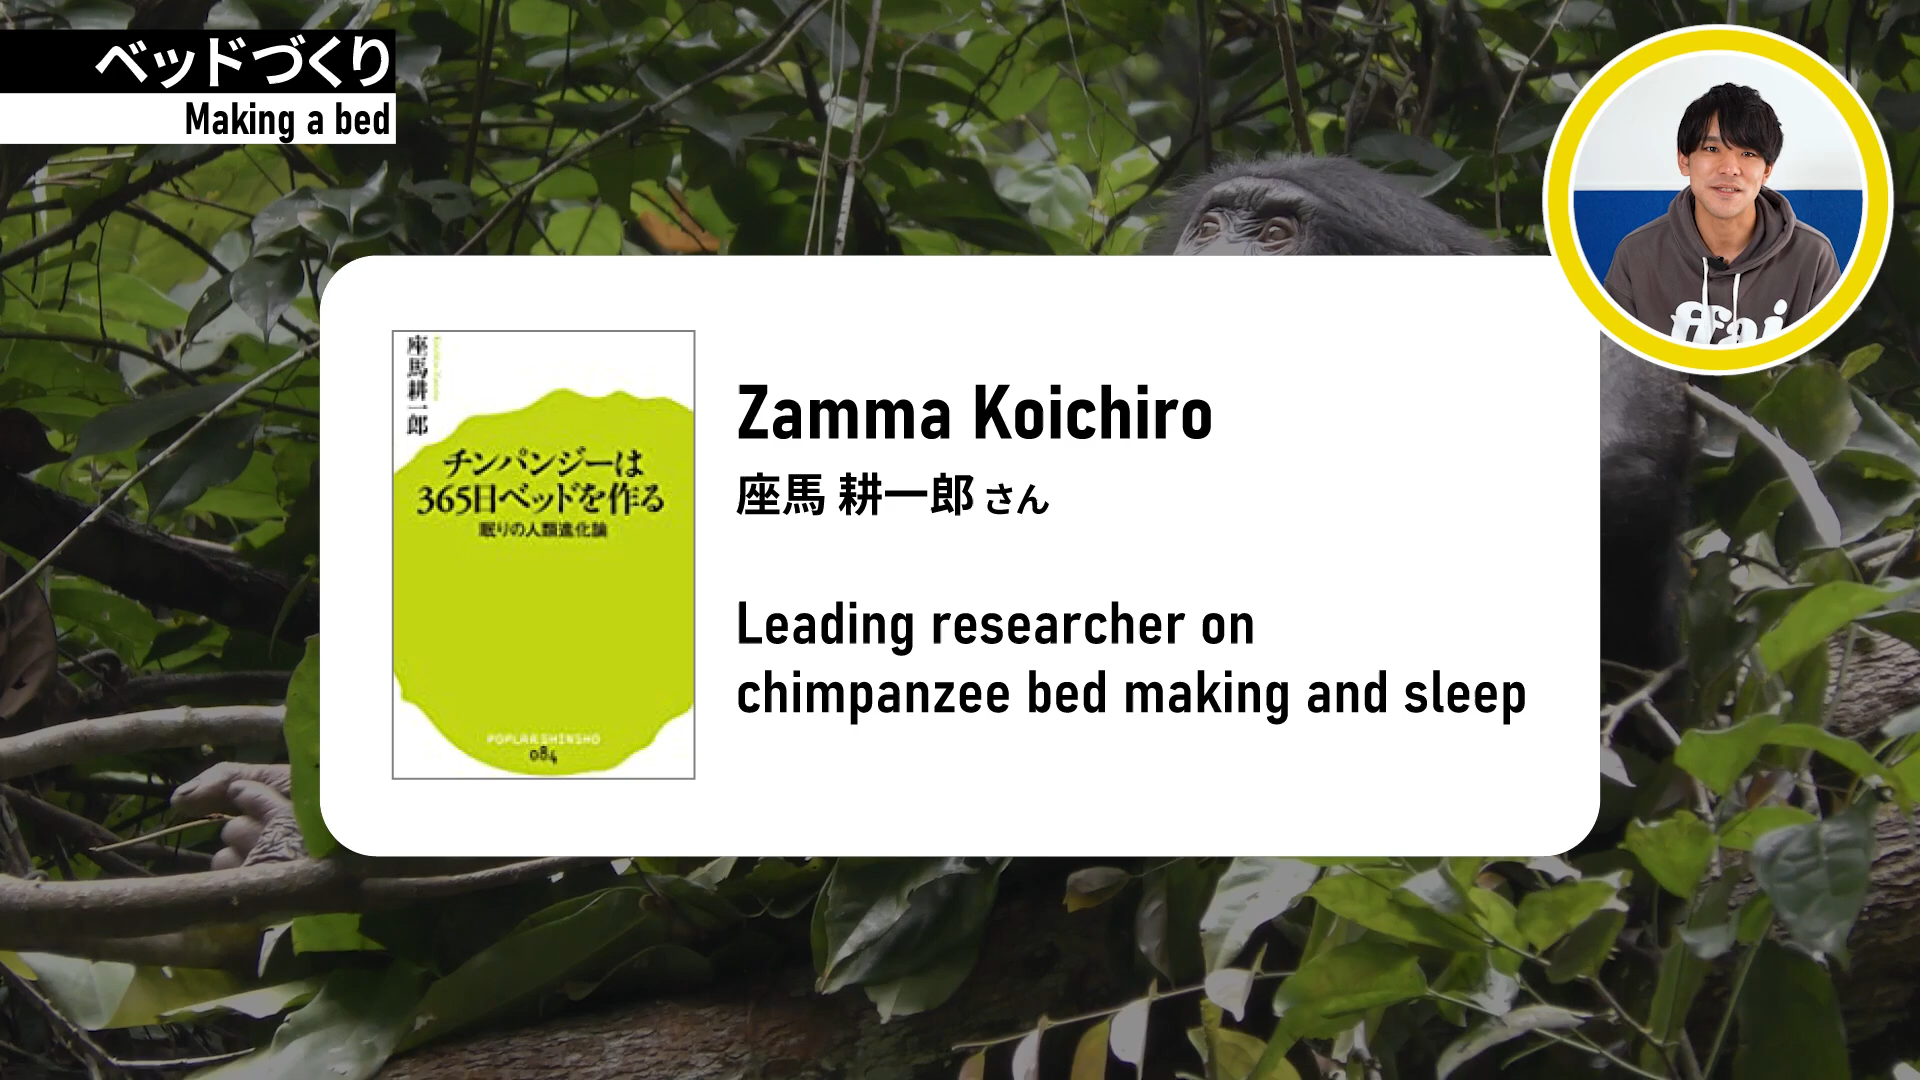 ベッドづくり
Making a bed
座馬耕一郎
チンパンジーは
365日ベッドを作る
眠りの人類進化論
POPLAR SHINSHO
084
Zamma Koichiro
座馬 耕一郎 さん
Leading researcher on
chimpanzee bed making and sleep
ffai